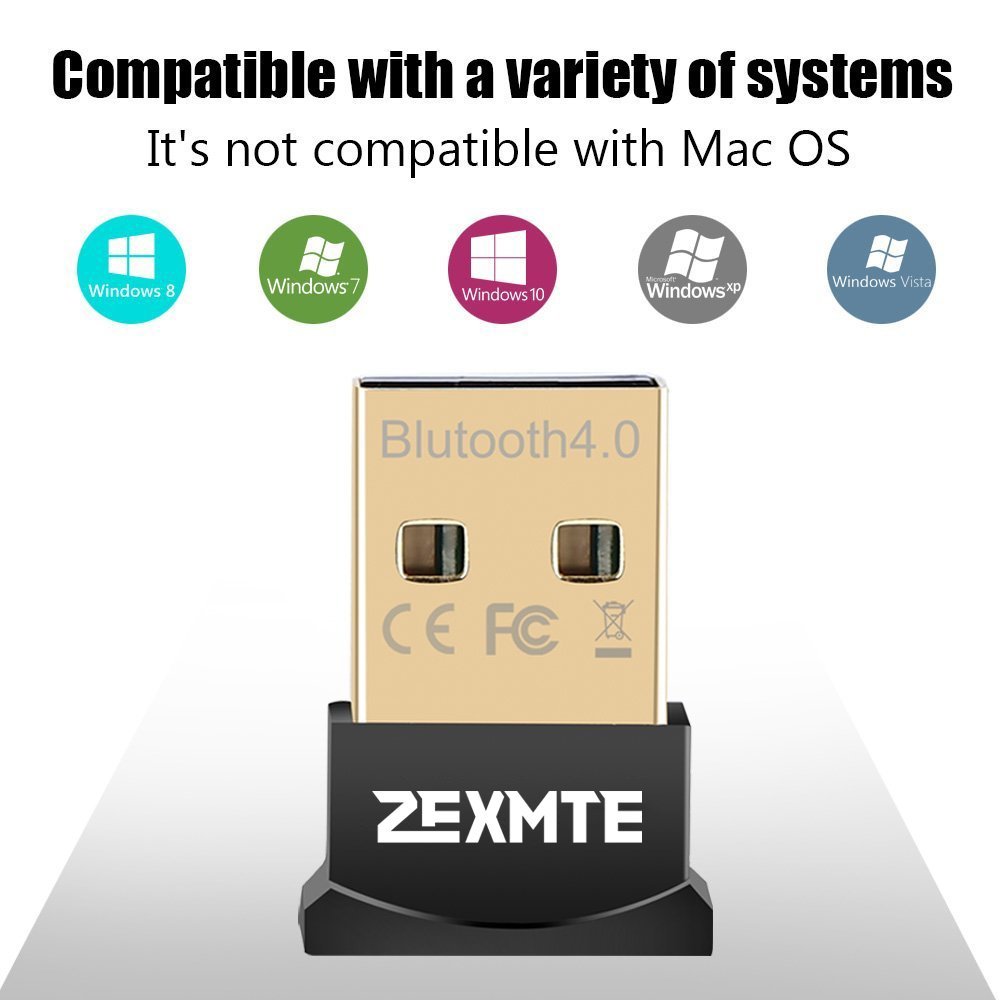 Compatible with a variety of systems
It's not compatible with Mac OS
Windows 8
Windows 7
Windows 10
Microsoft
Windows xp
Windows Vista
Blutooth4.0
CE FC
ZEXMTE